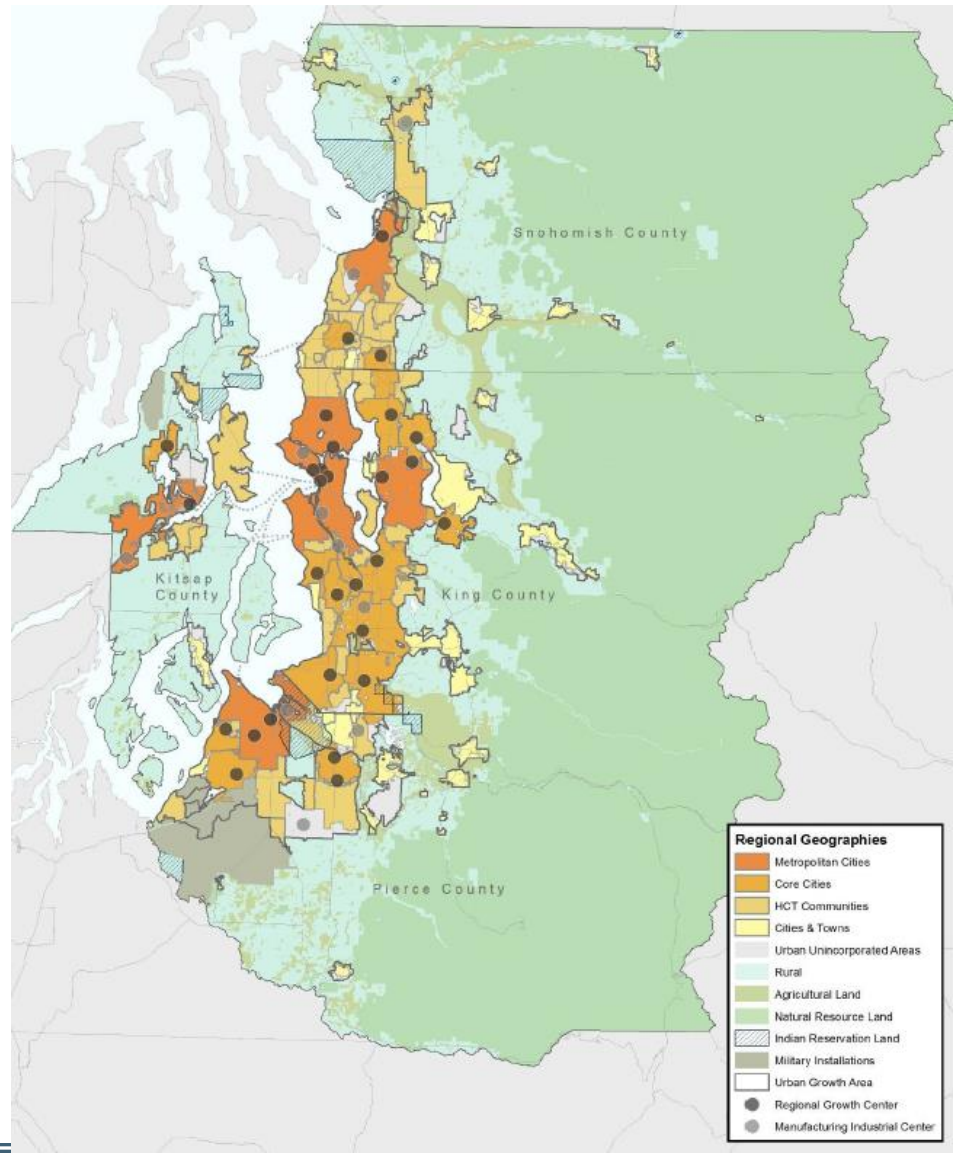 Snohomish County
Kitsap
County
King County
Pierce County
Regional Geographies
Metropolitan Cities
Core Cities
HCT Communities
Cities & Towns
Urban Unincorporated Areas
Rural
Agricultural Land
Natural Resource Land
Indian Reservation Land
Military Installations
Urban Growth Area
Regional Growth Center
Manufacturing Industrial Center